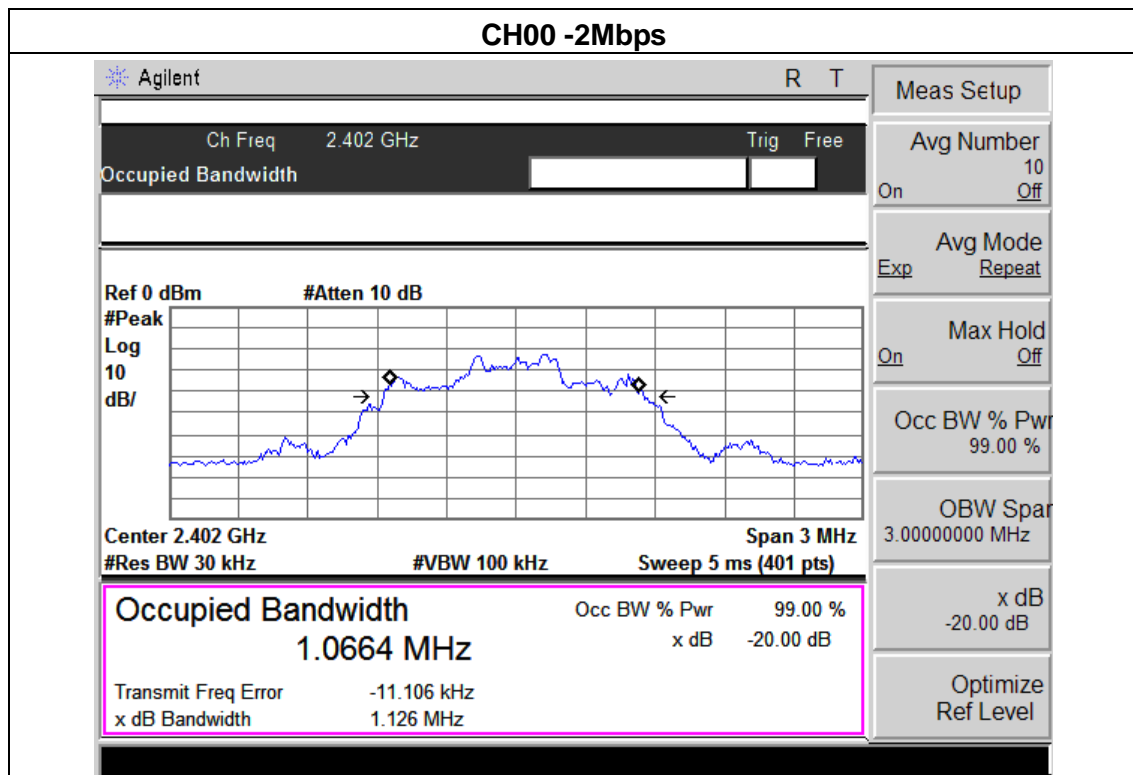 CH00 -2Mbps
Agilent R T
Ch Freq 2.402 GHz Trig Free
Occupied Bandwidth
Ref 0 dBm #Atten 10 dB
#Peak
Log
10
dB/
Center 2.402 GHz Span 3 MHz
#Res BW 30 kHz #VBW 100 kHz Sweep 5 ms (401 pts)
Occupied Bandwidth
1.0664 MHz
Occ BW % Pwr 99.00 %
x dB -20.00 dB
Transmit Freq Error -11.106 kHz
x dB Bandwidth 1.126 MHz
Meas Setup
Avg Number
10
On Off
Avg Mode
Exp Repeat
Max Hold
On Off
Occ BW % Pwr
99.00 %
OBW Span
3.00000000 MHz
x dB
-20.00 dB
Optimize
Ref Level